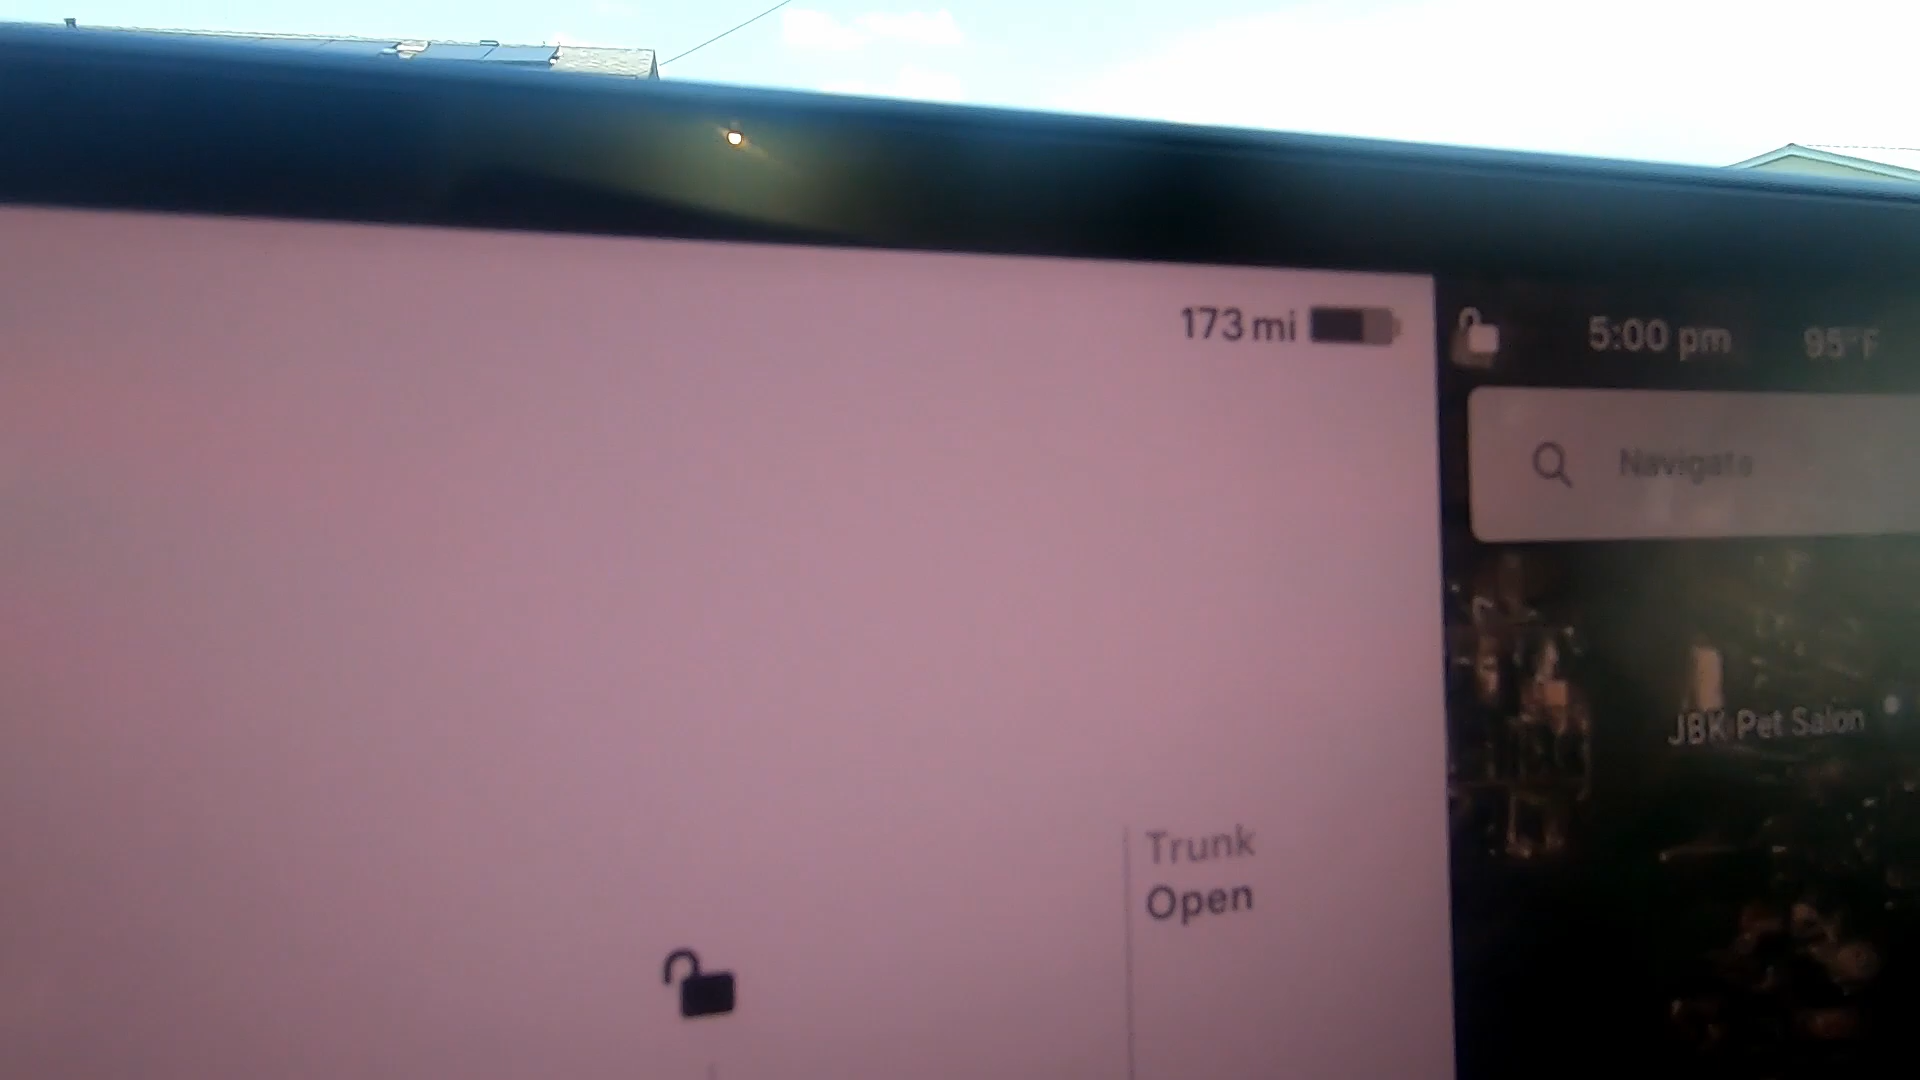 173 mi
5:00 pm 95°F
Navigate
JBK Pet Salon
Trunk
Open